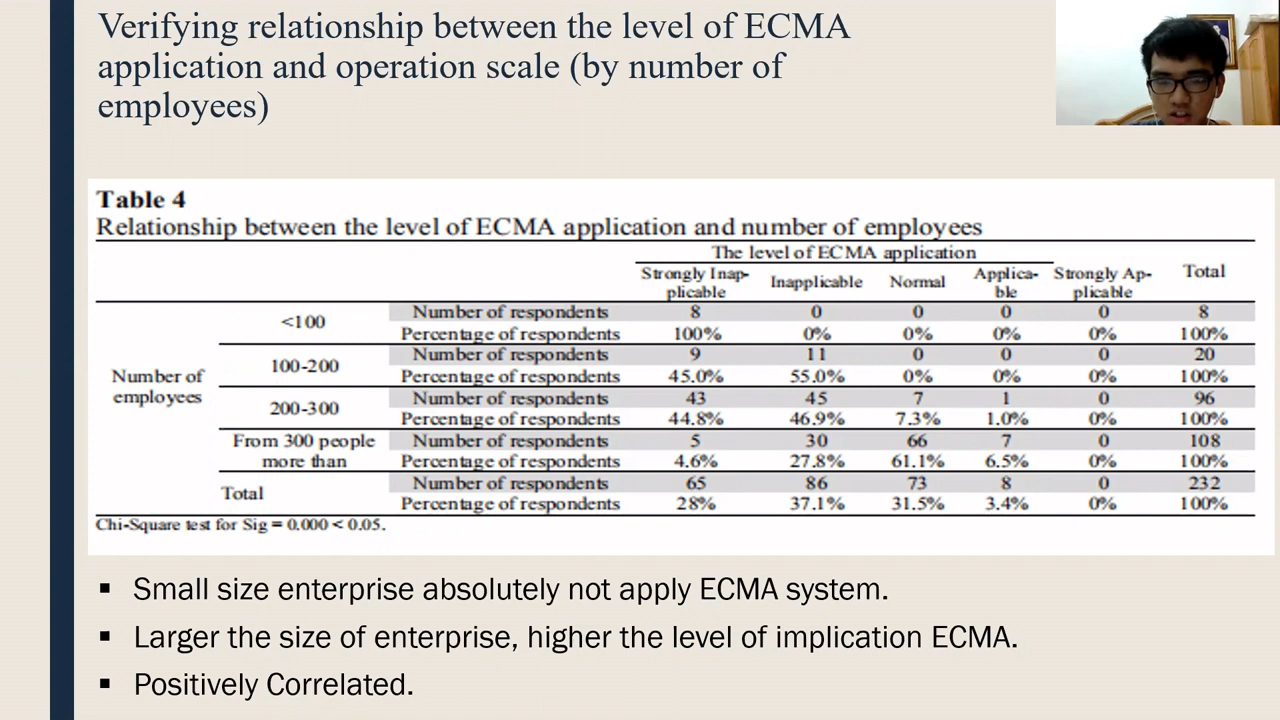 Verifying relationship between the level of ECMA
application and operation scale (by number of
employees)
Table 4
Relationship between the level of ECMA application and number of employees
The level of ECMA application
Strongly Inap-
plicable
Inapplicable
Normal
Applica-
ble
Strongly Ap-
plicable
Total
Number of
employees
<100
Number of respondents 8 0 0 0 0 8
Percentage of respondents 100% 0% 0% 0% 0% 100%
100-200
Number of respondents 9 11 0 0 0 20
Percentage of respondents 45.0% 55.0% 0% 0% 0% 100%
200-300
Number of respondents 43 45 7 1 0 96
Percentage of respondents 44.8% 46.9% 7.3% 1.0% 0% 100%
From 300 people
more than
Number of respondents 5 30 66 7 0 108
Percentage of respondents 4.6% 27.8% 61.1% 6.5% 0% 100%
Total
Number of respondents 65 86 73 8 0 232
Percentage of respondents 28% 37.1% 31.5% 3.4% 0% 100%
Chi-Square test for Sig = 0.000 < 0.05.
▪ Small size enterprise absolutely not apply ECMA system.
▪ Larger the size of enterprise, higher the level of implication ECMA.
▪ Positively Correlated.